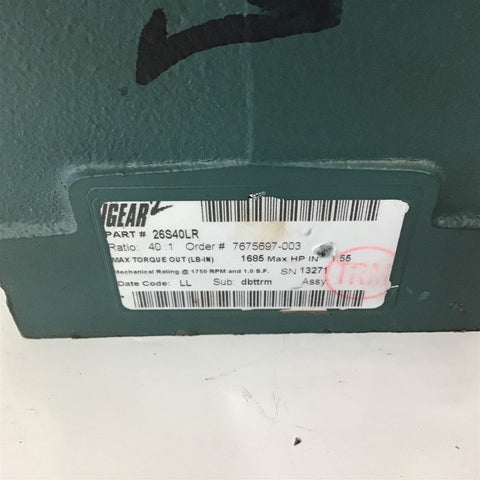 IGEAR
PART # 26S40LR
Ratio: 40:1 Order # 7675697-003
MAX TORQUE OUT (LB-IN) 1685 Max HP IN .55
Mechanical Rating @ 1750 RPM and 1.0 S.F. SN 13271
Date Code: LL Sub: dbttrm Assy
TRM